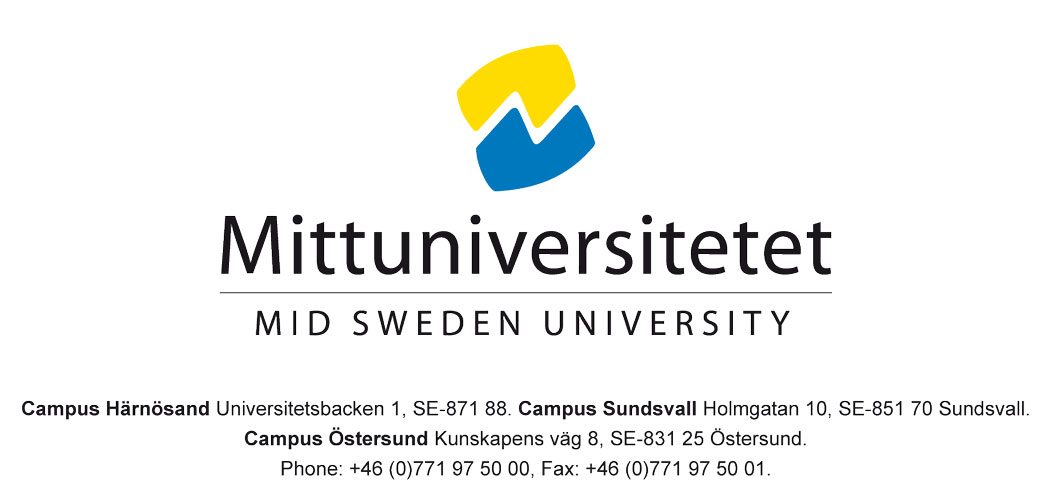 Mittuniversitetet
MID SWEDEN UNIVERSITY
Campus Härnösand Universitetsbacken 1, SE-871 88. Campus Sundsvall Holmgatan 10, SE-851 70 Sundsvall.
Campus Östersund Kunskapens väg 8, SE-831 25 Östersund.
Phone: +46 (0)771 97 50 00, Fax: +46 (0)771 97 50 01.